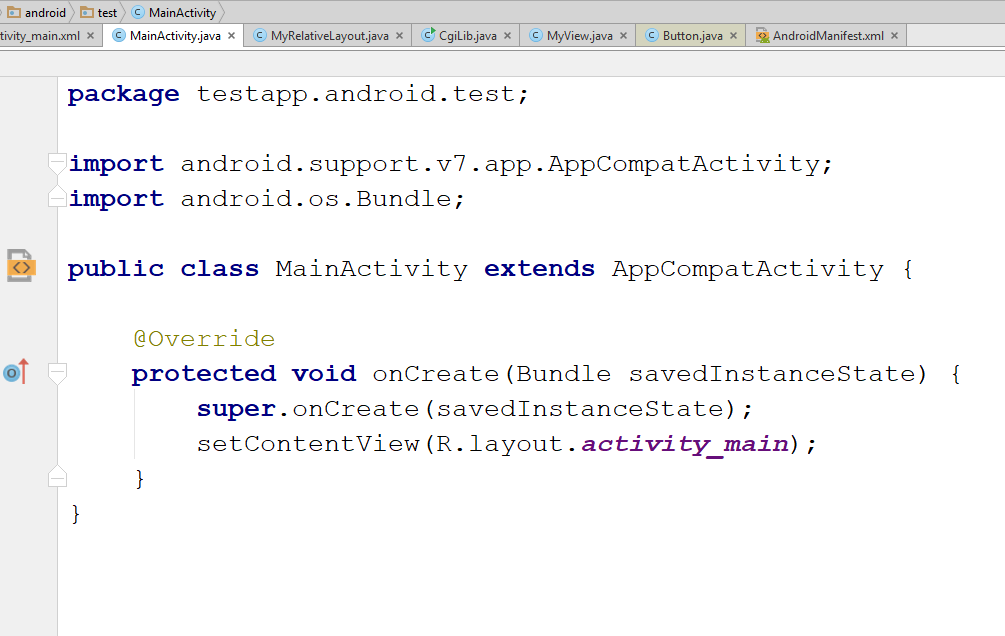 android test MainActivity
tivity_main.xml MainActivity.java MyRelativeLayout.java CgiLib.java MyView.java Button.java AndroidManifest.xml
package testapp.android.test;
import android.support.v7.app.AppCompatActivity;
import android.os.Bundle;
public class MainActivity extends AppCompatActivity {
@Override
protected void onCreate(Bundle savedInstanceState) {
super.onCreate(savedInstanceState);
setContentView(R.layout.activity_main);
}
}